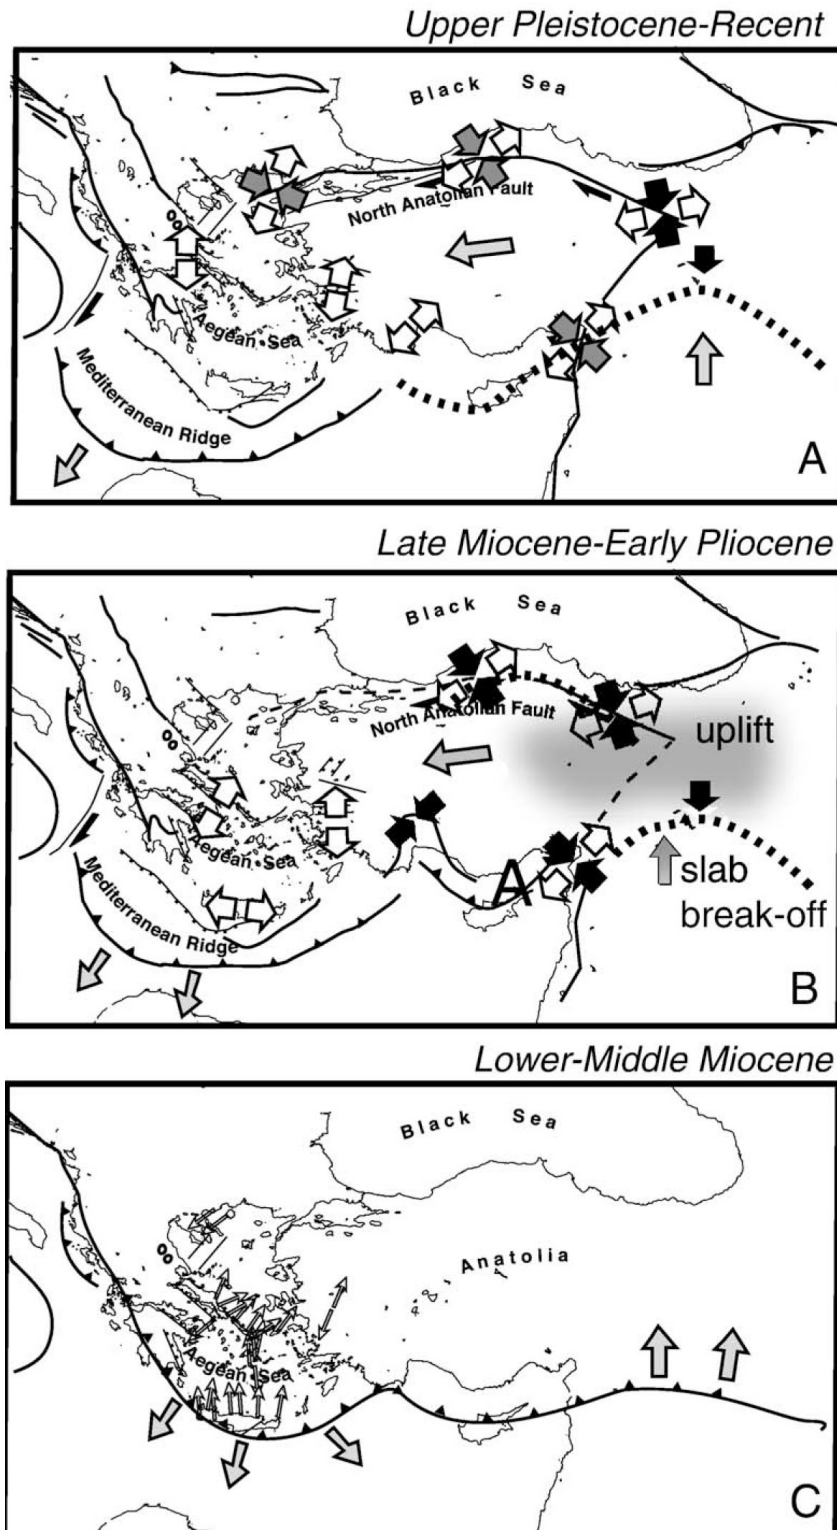 Upper Pleistocene-Recent
Black Sea
North Anatolian Fault
Aegean Sea
Mediterranean Ridge
A
Late Miocene-Early Pliocene
Black Sea
North Anatolian Fault
uplift
Aegean Sea
A
slab
break-off
Mediterranean Ridge
B
Lower-Middle Miocene
Black Sea
Anatolia
Aegean Sea
C